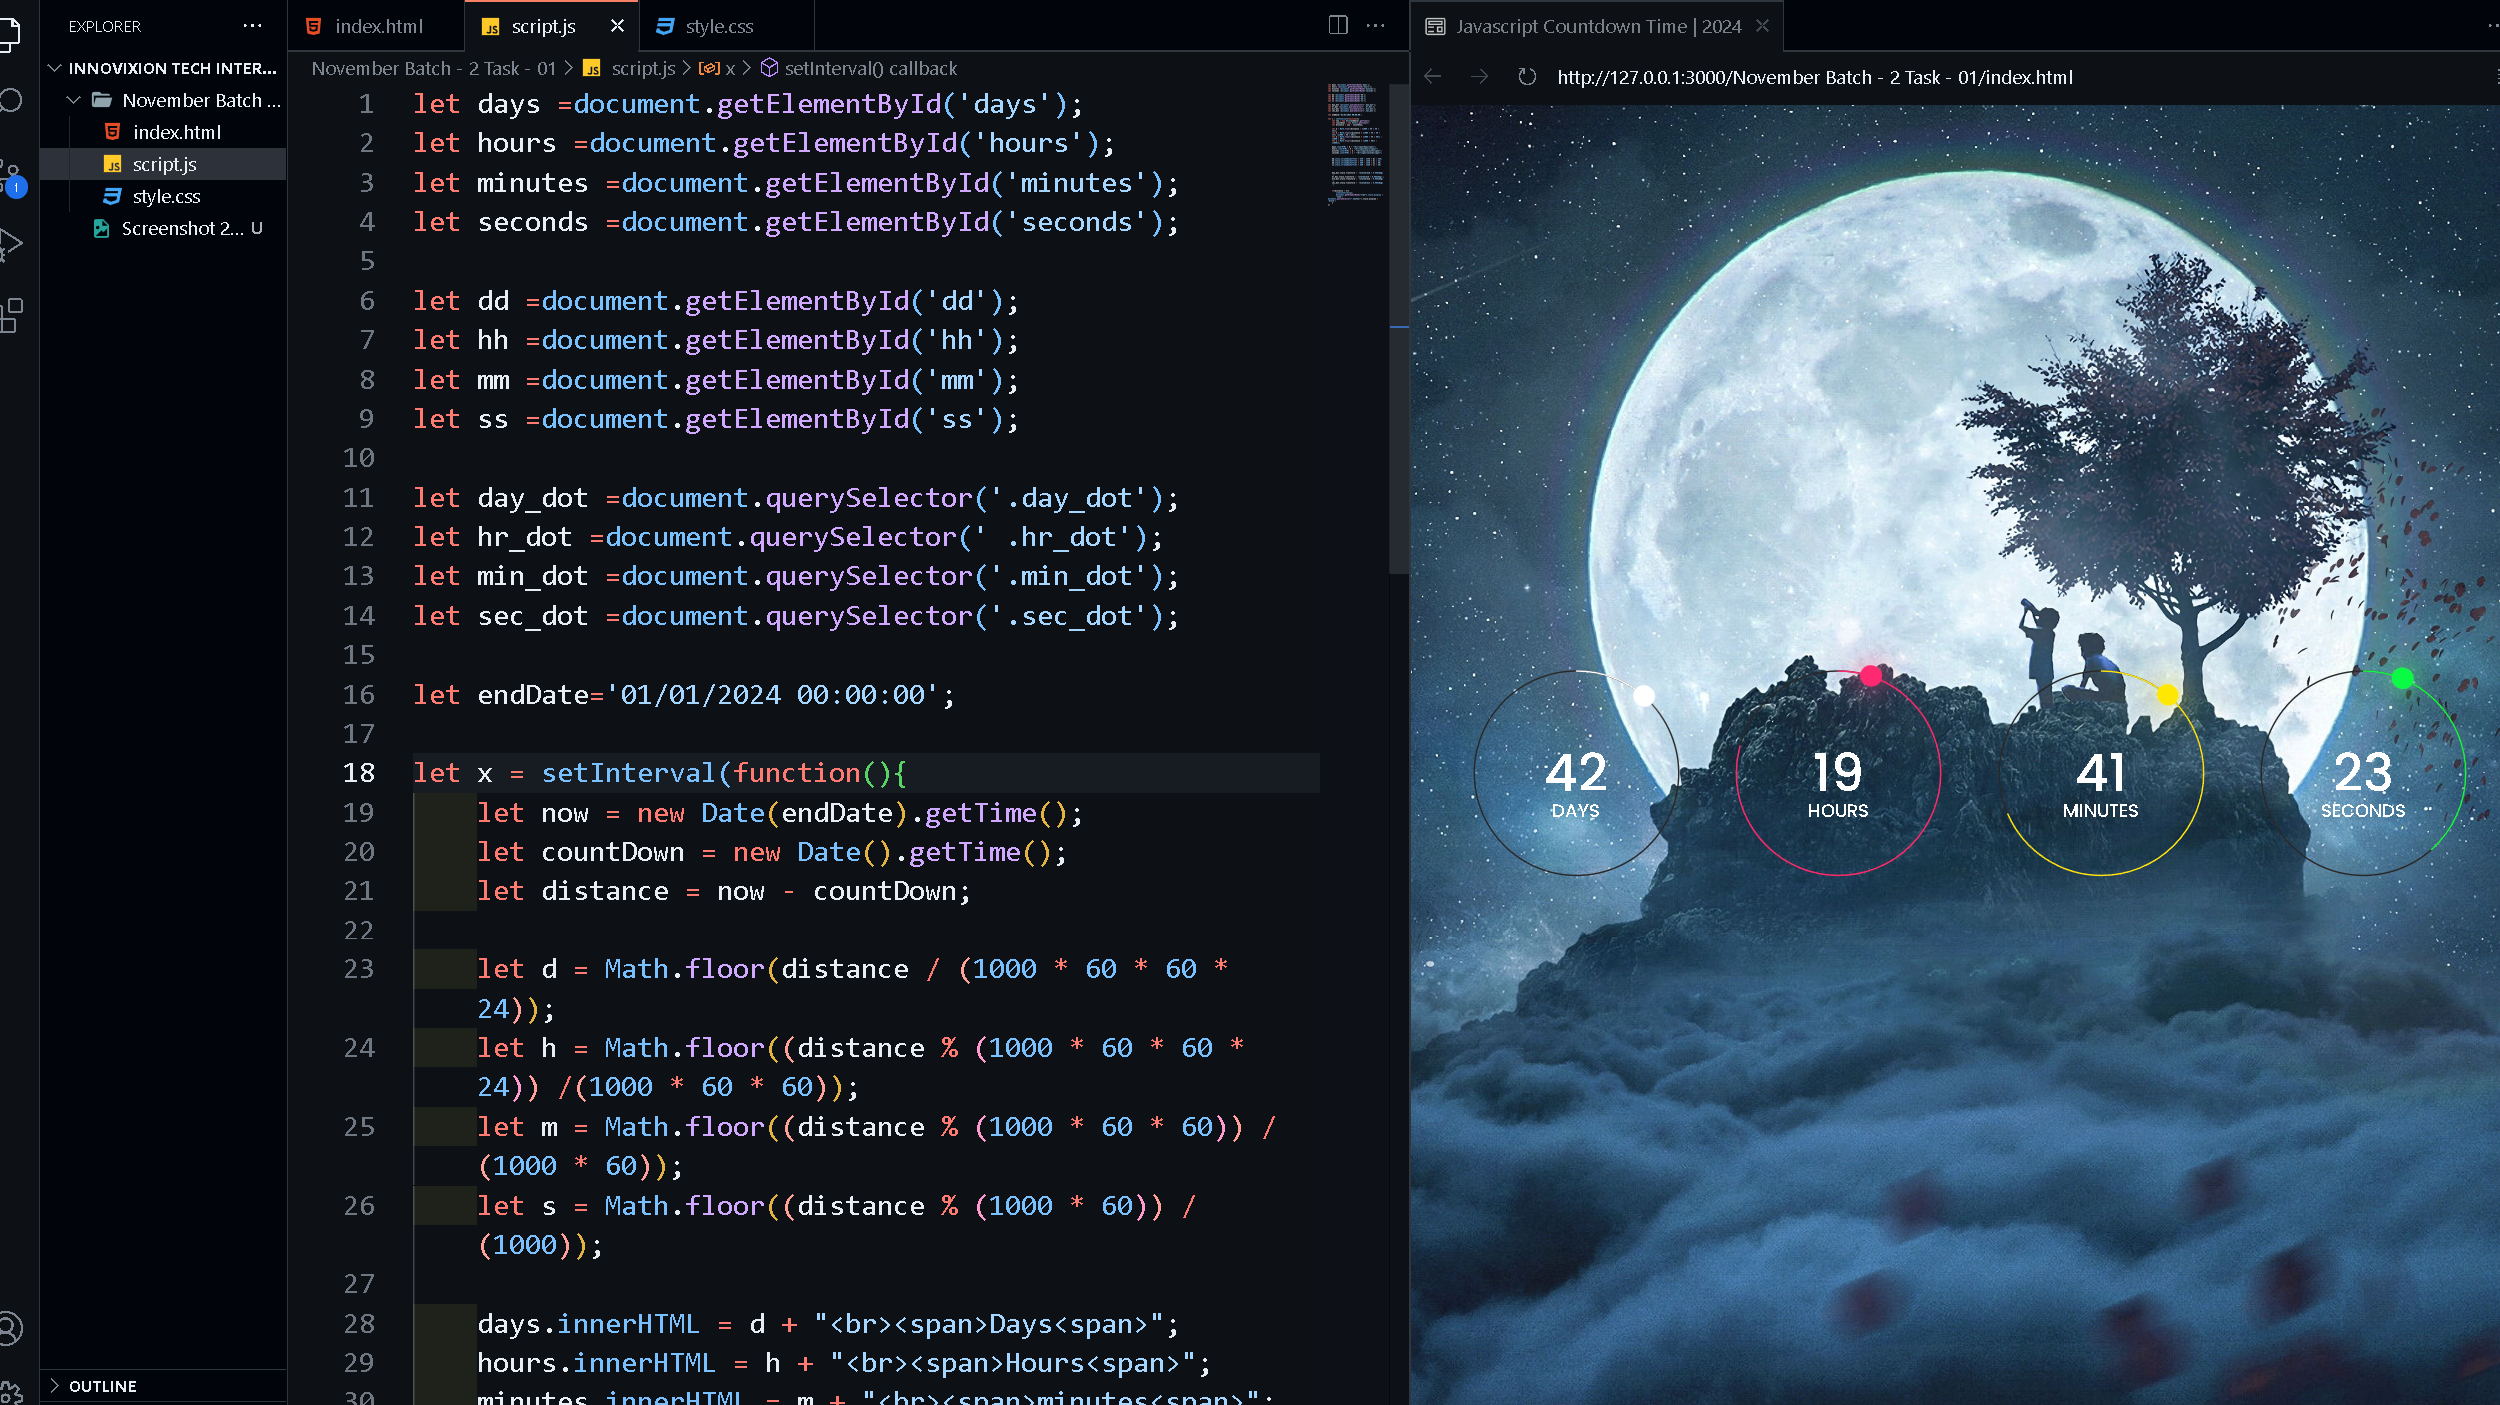 EXPLORER
INNOVIXION TECH INTER...
November Batch ...
index.html
script.js
style.css
Screenshot 2... U
1
OUTLINE
index.html
script.js
style.css
November Batch - 2 Task - 01 > JS script.js > x > setInterval() callback
1 let days =document.getElementById('days');
2 let hours =document.getElementById('hours');
3 let minutes =document.getElementById('minutes');
4 let seconds =document.getElementById('seconds');
5
6 let dd =document.getElementById('dd');
7 let hh =document.getElementById('hh');
8 let mm =document.getElementById('mm');
9 let ss =document.getElementById('ss');
10
11 let day_dot =document.querySelector('.day_dot');
12 let hr_dot =document.querySelector(' .hr_dot');
13 let min_dot =document.querySelector('.min_dot');
14 let sec_dot =document.querySelector('.sec_dot');
15
16 let endDate='01/01/2024 00:00:00';
17
18 let x = setInterval(function(){
19 let now = new Date(endDate).getTime();
20 let countDown = new Date().getTime();
21 let distance = now - countDown;
22
23 let d = Math.floor(distance / (1000 * 60 * 60 *
24));
24 let h = Math.floor((distance % (1000 * 60 * 60 *
24)) /(1000 * 60 * 60));
25 let m = Math.floor((distance % (1000 * 60 * 60)) /
(1000 * 60));
26 let s = Math.floor((distance % (1000 * 60)) /
(1000));
27
28 days.innerHTML = d + "<br><span>Days<span>";
29 hours.innerHTML = h + "<br><span>Hours<span>";
30 minutes.innerHTML = m + "<br><span>minutes<span>";
Javascript Countdown Time | 2024
http://127.0.0.1:3000/November Batch - 2 Task - 01/index.html
42 19 41 23
DAYS HOURS MINUTES SECONDS